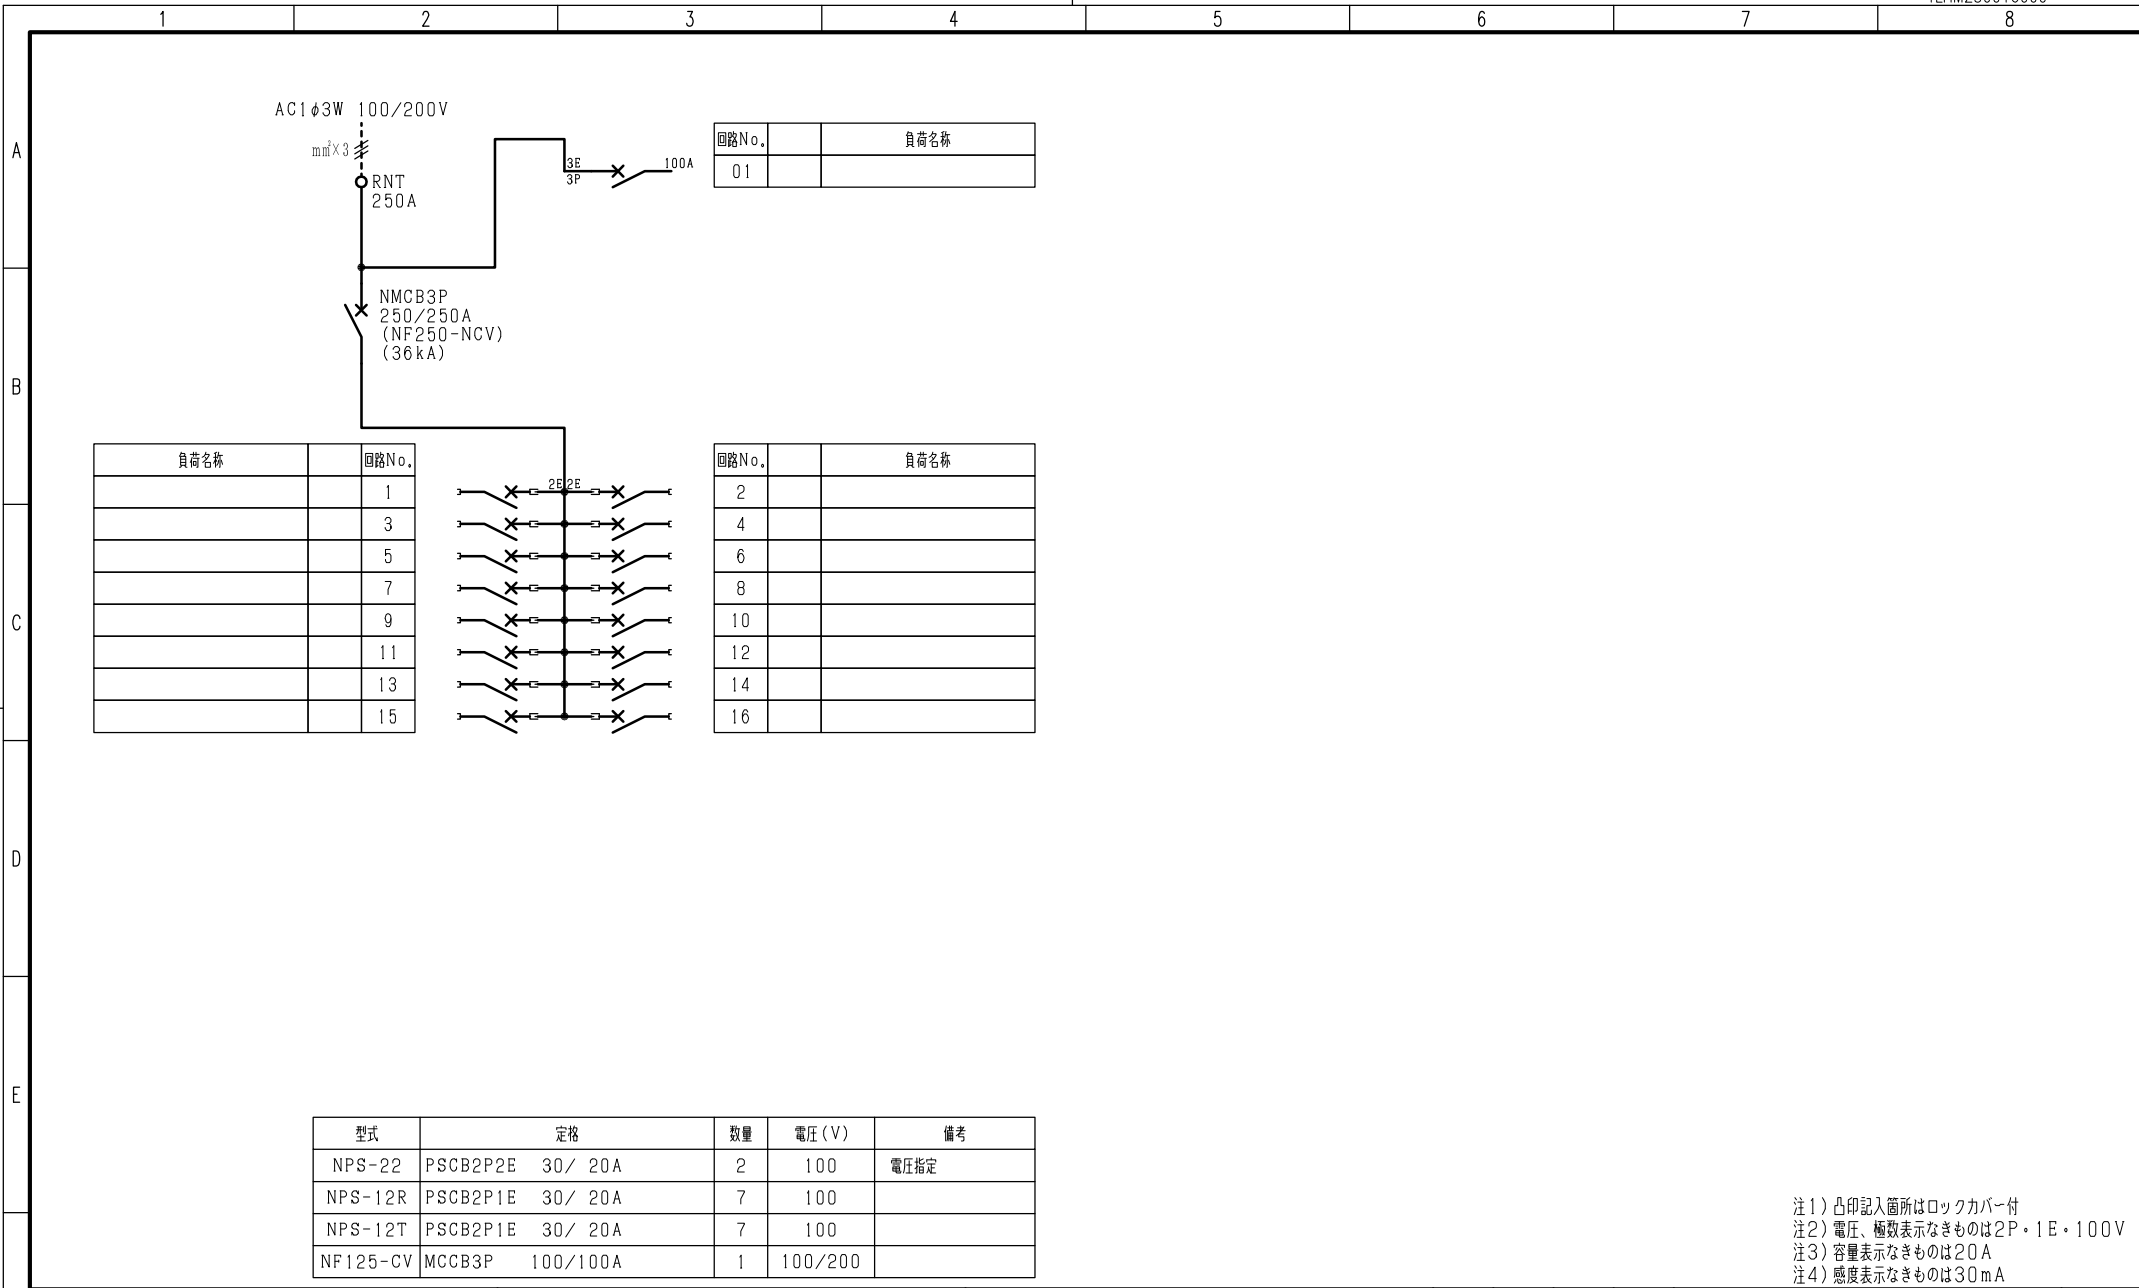 1 2 3 4 5 6 7 8
A
B
C
D
E
AC1φ3W 100/200V
mm²×3
RNT
250A
3E
3P
100A
回路No. 負荷名称
01
NMCB3P
250/250A
(NF250-NCV)
(36kA)
負荷名称 回路No.
1
3
5
7
9
11
13
15
2E 2E
回路No. 負荷名称
2
4
6
8
10
12
14
16
型式 定格 数量 電圧(V) 備考
NPS-22 PSCB2P2E 30/ 20A 2 100 電圧指定
NPS-12R PSCB2P1E 30/ 20A 7 100
NPS-12T PSCB2P1E 30/ 20A 7 100
NF125-CV MCCB3P 100/100A 1 100/200
注1)凸印記入箇所はロックカバー付
注2)電圧、極数表示なきものは2P・1E・100V
注3)容量表示なきものは20A
注4)感度表示なきものは30mA